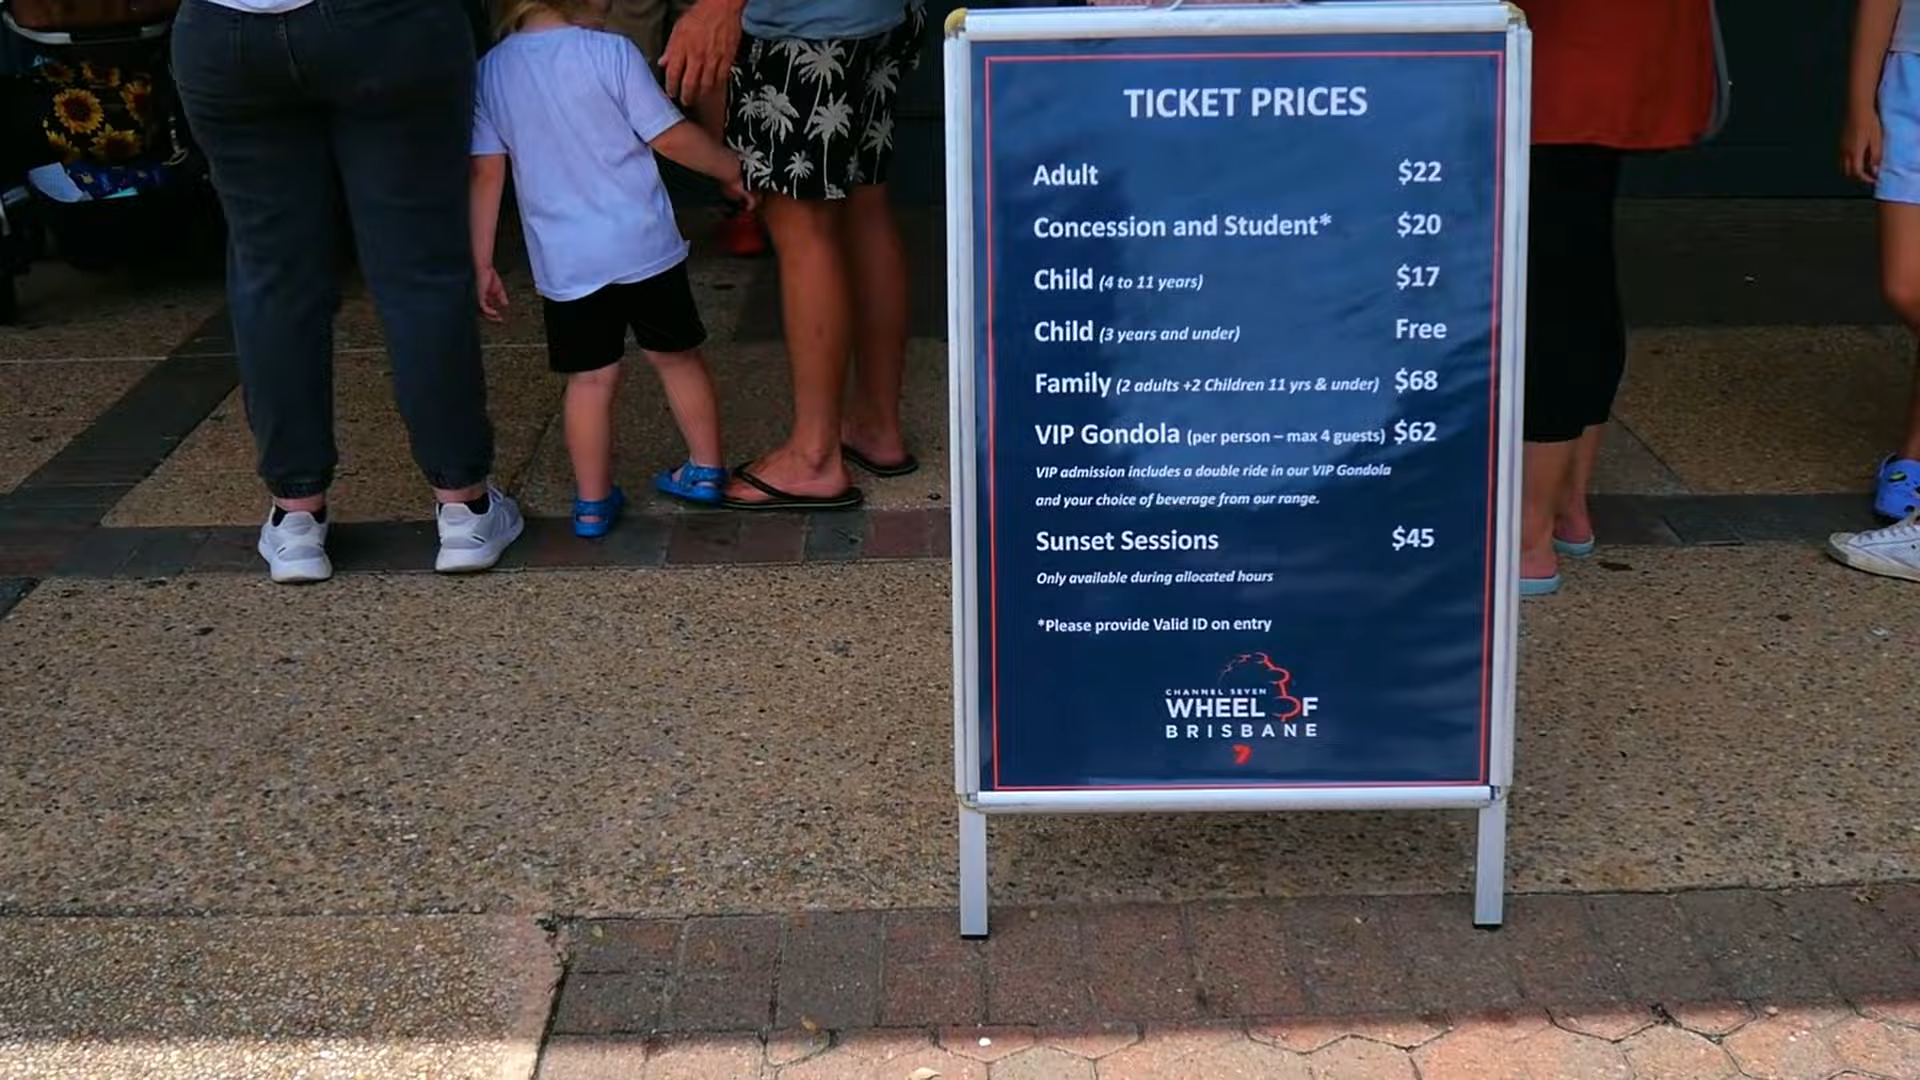 TICKET PRICES
Adult $22
Concession and Student* $20
Child (4 to 11 years) $17
Child (3 years and under) Free
Family (2 adults +2 Children 11 yrs & under) $68
VIP Gondola (per person – max 4 guests) $62
VIP admission includes a double ride in our VIP Gondola
and your choice of beverage from our range.
Sunset Sessions $45
Only available during allocated hours
*Please provide Valid ID on entry
CHANNEL SEVEN
WHEEL OF
BRISBANE
7